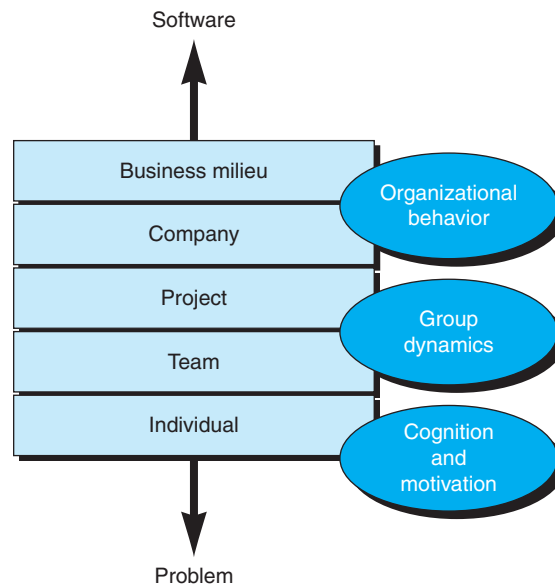 Software
Business milieu
Organizational
behavior
Company
Project
Group
dynamics
Team
Individual
Cognition
and
motivation
Problem